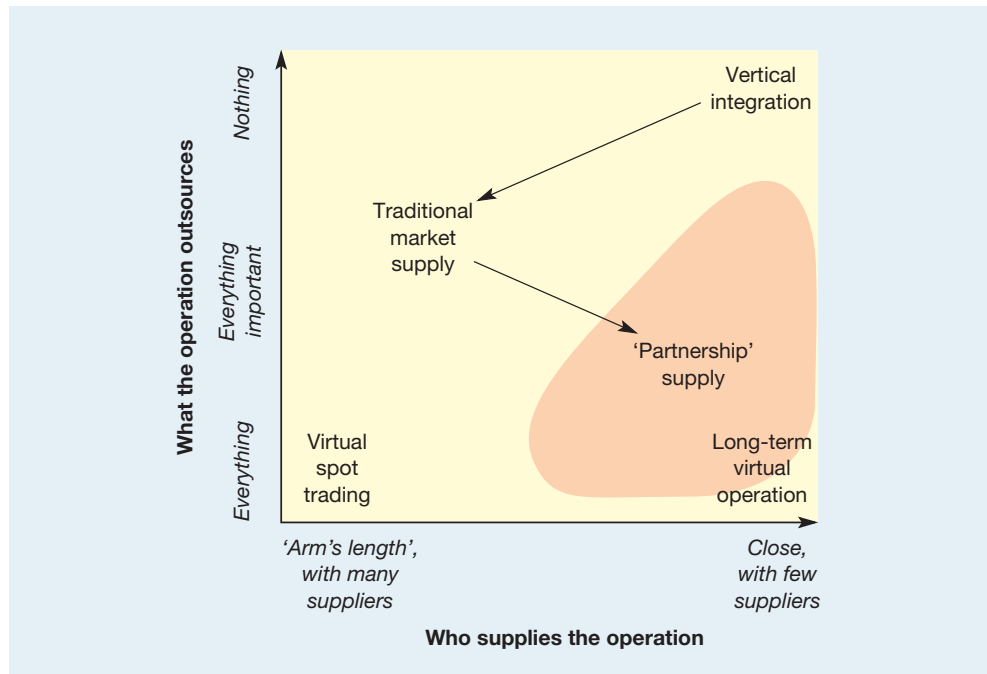 What the operation outsources
Nothing
Everything
important
Everything
Vertical
integration
Traditional
market
supply
‘Partnership’
supply
Virtual
spot
trading
Long-term
virtual
operation
‘Arm’s length’,
with many
suppliers
Close,
with few
suppliers
Who supplies the operation